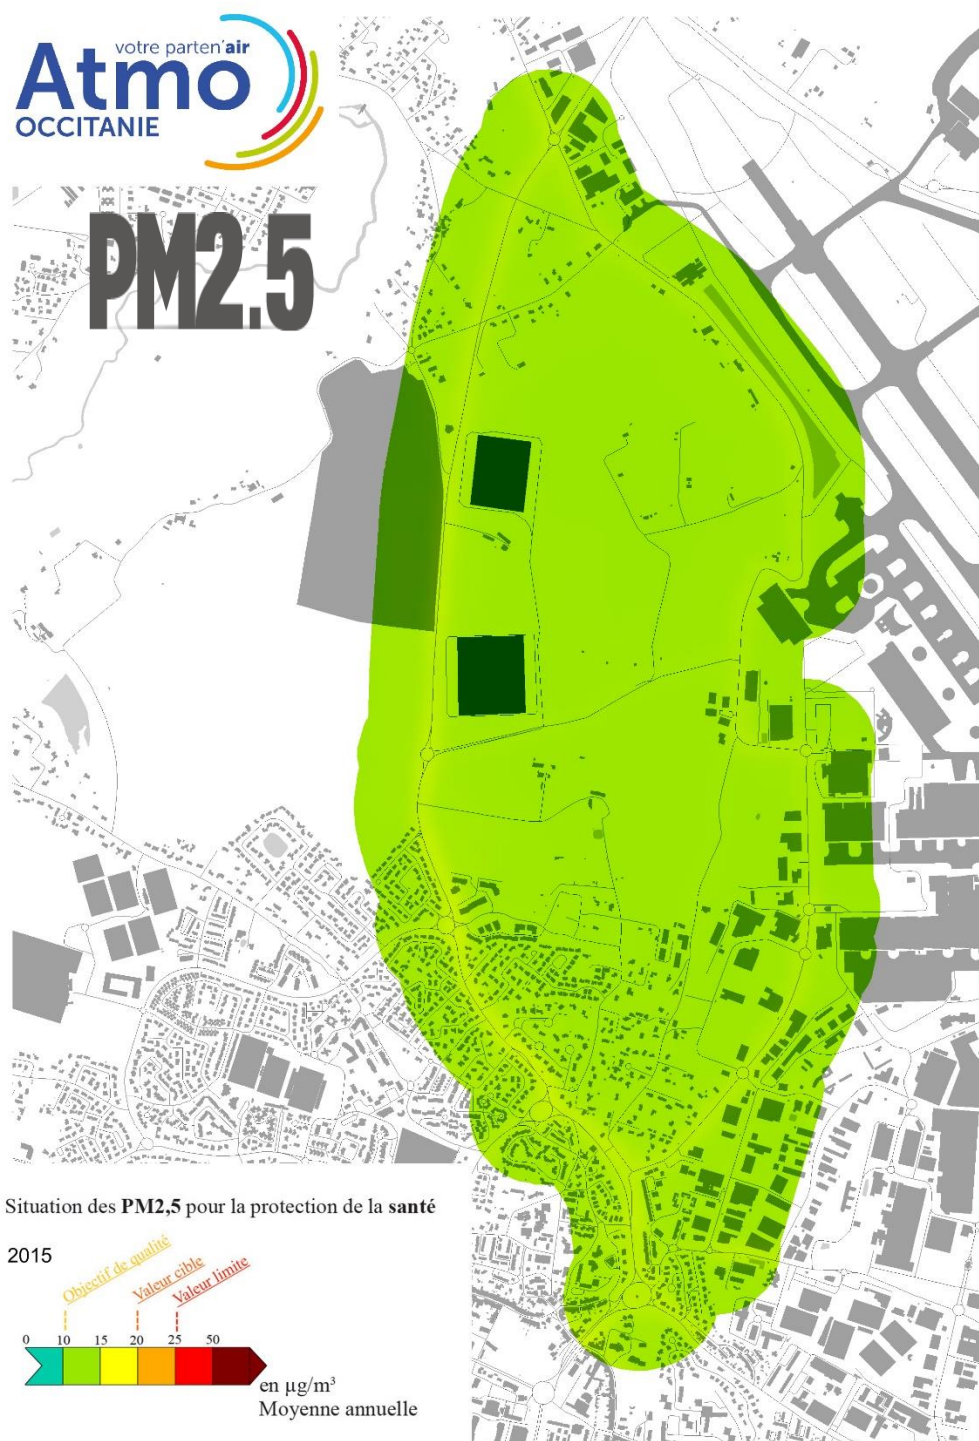 votre parten'air
Atmo
OCCITANIE
PM2.5
Situation des PM2,5 pour la protection de la santé
2015
Objectif de qualité
Valeur cible
Valeur limite
0 10 15 20 25 50
en µg/m³
Moyenne annuelle